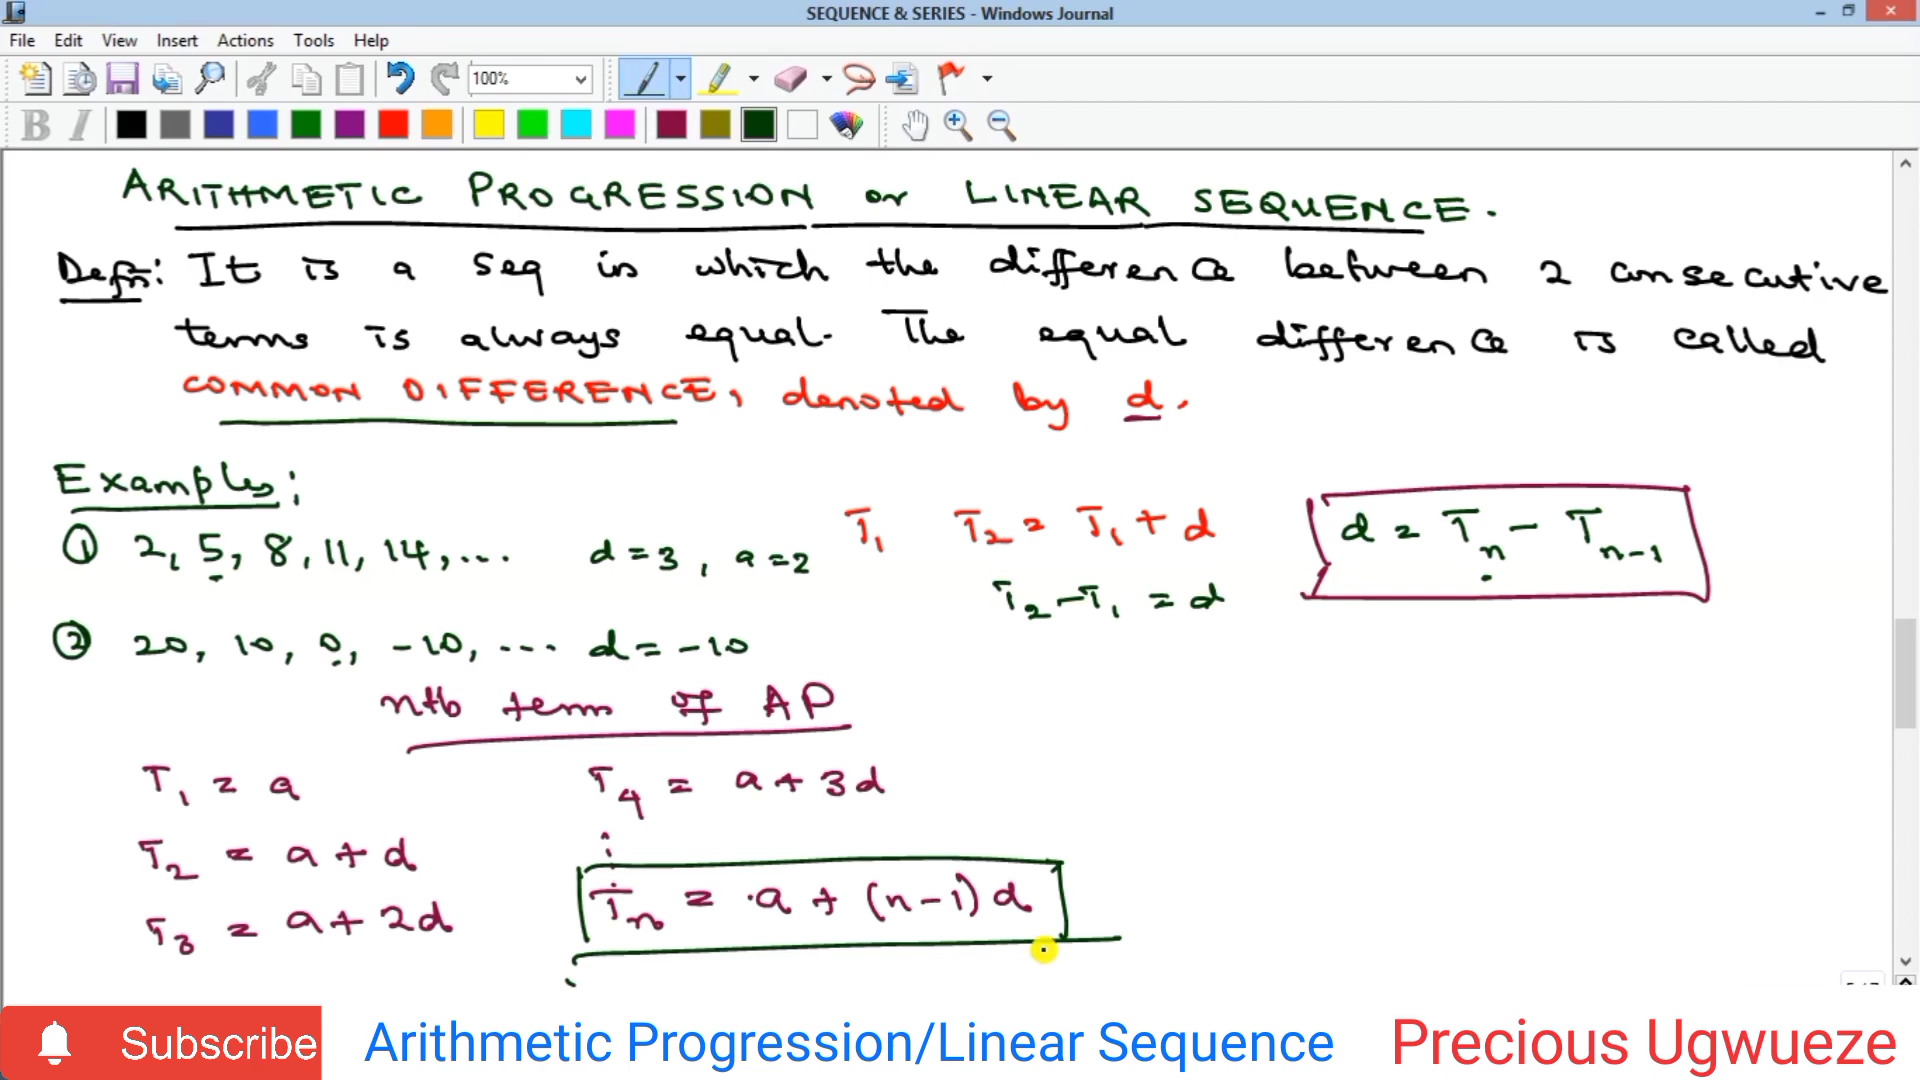 SEQUENCE & SERIES - Windows Journal
File Edit View Insert Actions Tools Help
100%
B I
ARITHMETIC PROGRESSION or LINEAR SEQUENCE.
Defn: It is a seq in which the difference between 2 consecutive
terms is always equal. The equal difference is called
COMMON DIFFERENCE, denoted by d.
Examples:
① 2, 5, 8, 11, 14, ... d = 3, a = 2
T₁ T₂ = T₁ + d
T₂ - T₁ = d
d = Tₙ - Tₙ₋₁
② 20, 10, 0, -10, ... d = -10
nth term of AP
T₁ = a
T₂ = a + d
T₃ = a + 2d
T₄ = a + 3d
⋮
Tₙ = a + (n-1)d
Subscribe Arithmetic Progression/Linear Sequence Precious Ugwueze